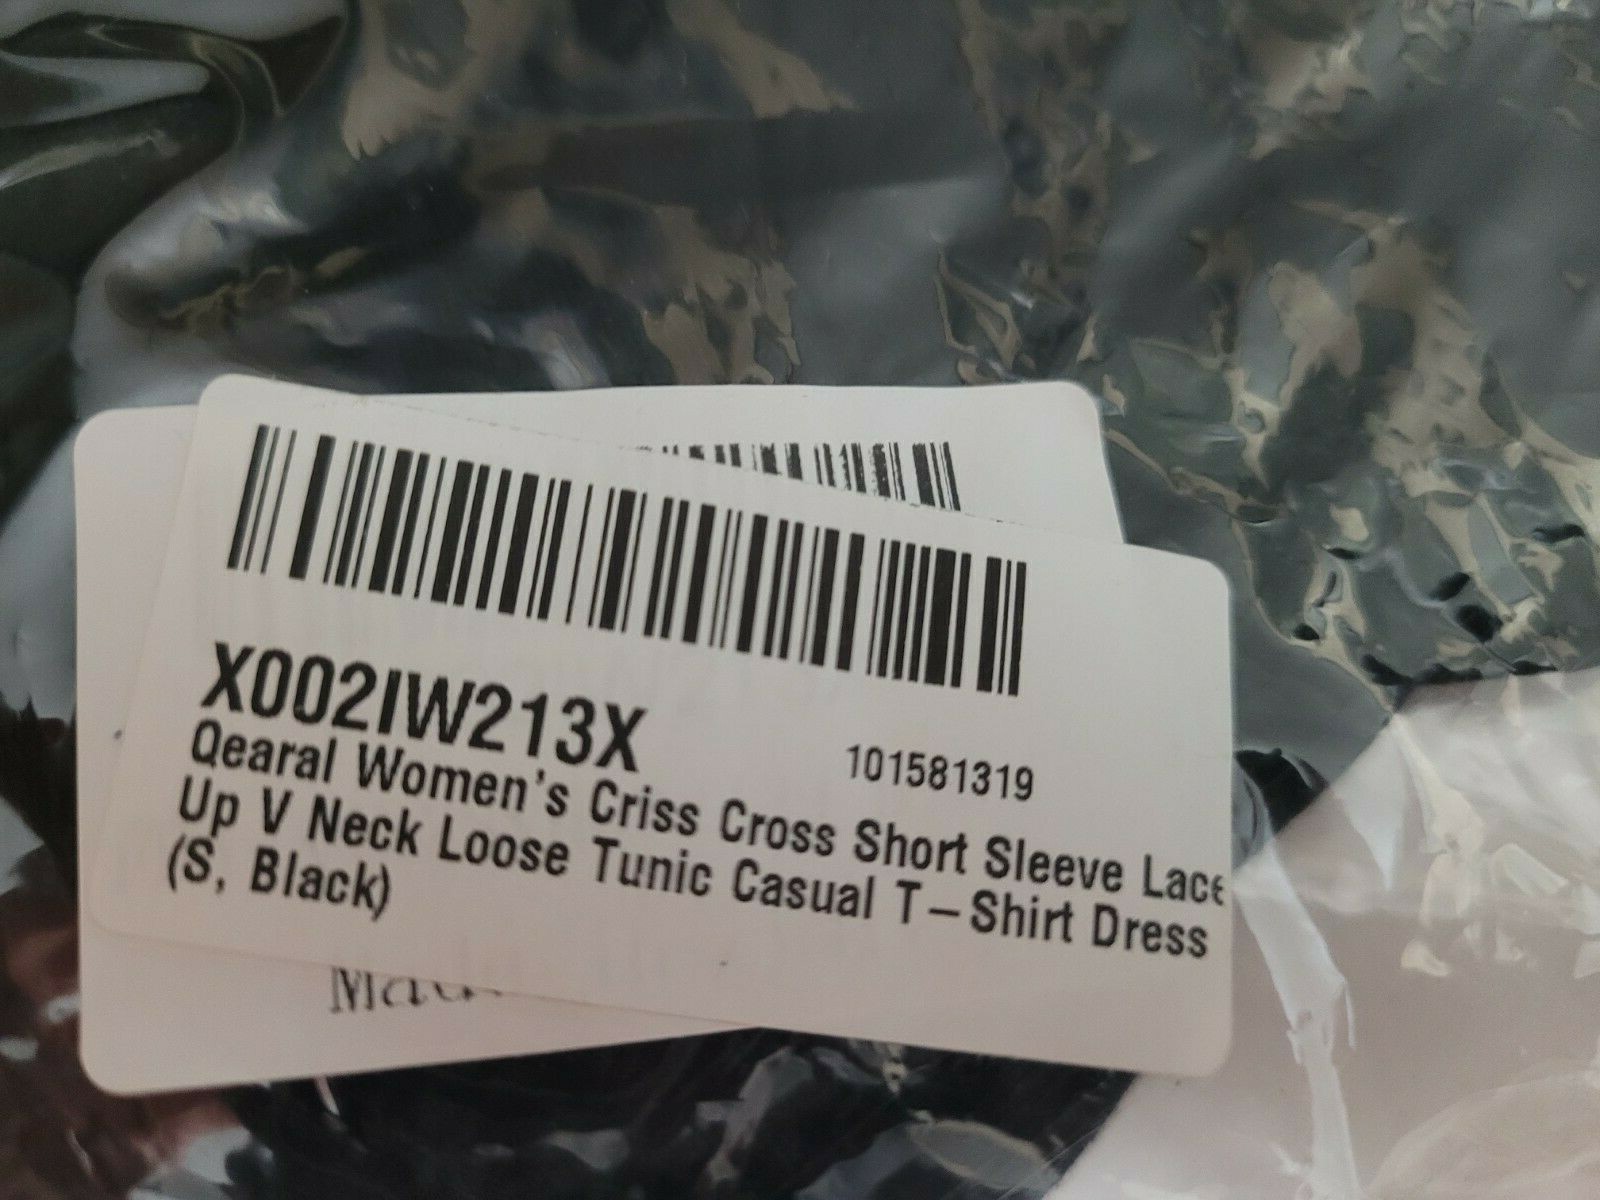 X002IW213X
101581319
Qearal Women's Criss Cross Short Sleeve Lace
Up V Neck Loose Tunic Casual T-Shirt Dress
(S, Black)